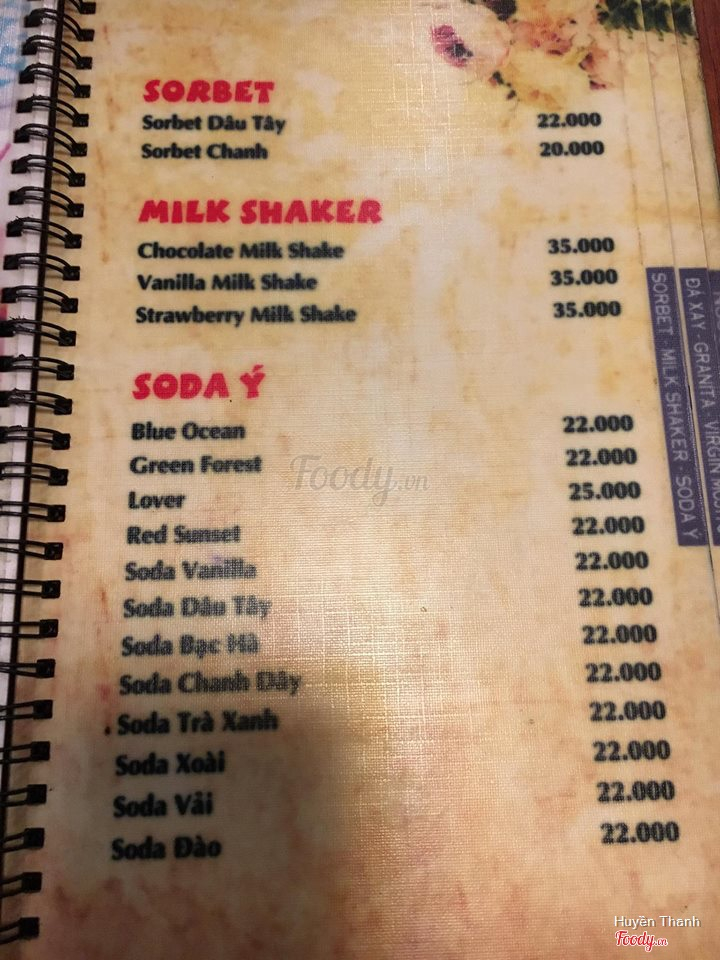 SORBET
Sorbet Dâu Tây 22.000
Sorbet Chanh 20.000
MILK SHAKER
Chocolate Milk Shake 35.000
Vanilla Milk Shake 35.000
Strawberry Milk Shake 35.000
SODA Ý
Blue Ocean 22.000
Green Forest 22.000
Lover 25.000
Red Sunset 22.000
Soda Vanilla 22.000
Soda Dâu Tây 22.000
Soda Bạc Hà 22.000
Soda Chanh Dây 22.000
Soda Trà Xanh 22.000
Soda Xoài 22.000
Soda Vải 22.000
Soda Đào 22.000
SORBET MILK SHAKER · SODA Ý
ĐÁ XAY · GRANITA · VIRGIN
Foody.vn
Huyền Thanh
Foody.vn